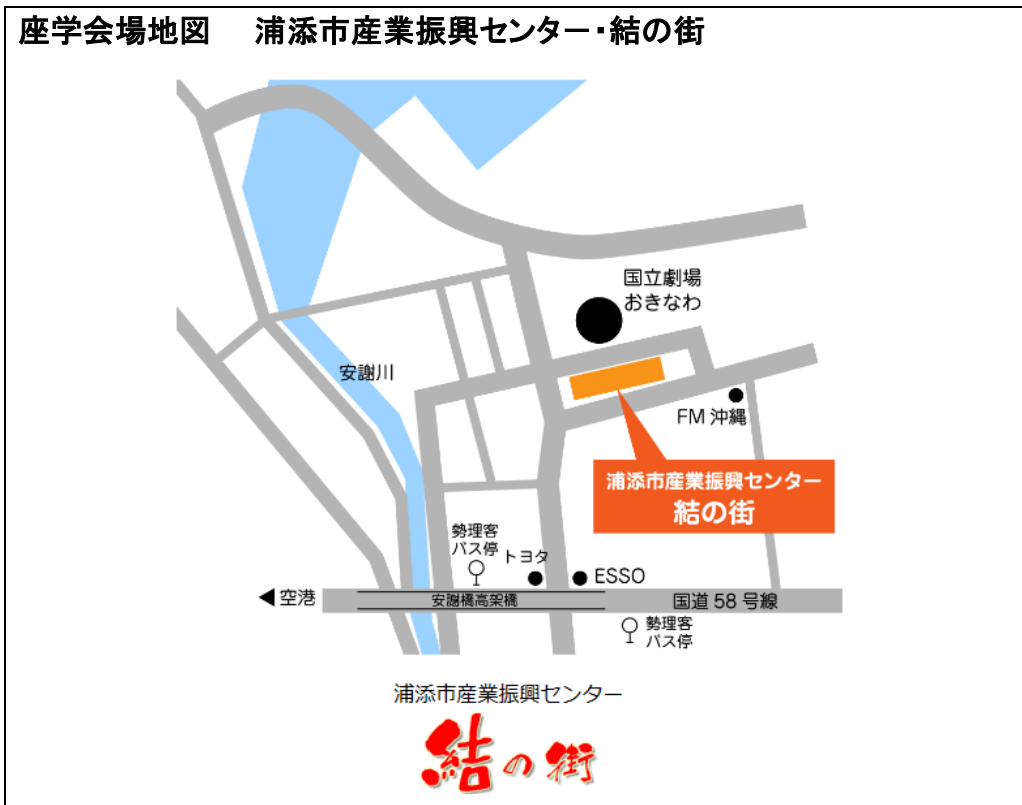 座学会場地図　浦添市産業振興センター・結の街
国立劇場
おきなわ
安謝川
FM 沖縄
浦添市産業振興センター
結の街
勢理客
バス停
トヨタ
ESSO
◀空港
安謝橋高架橋
国道 58 号線
勢理客
バス停
浦添市産業振興センター
結の街